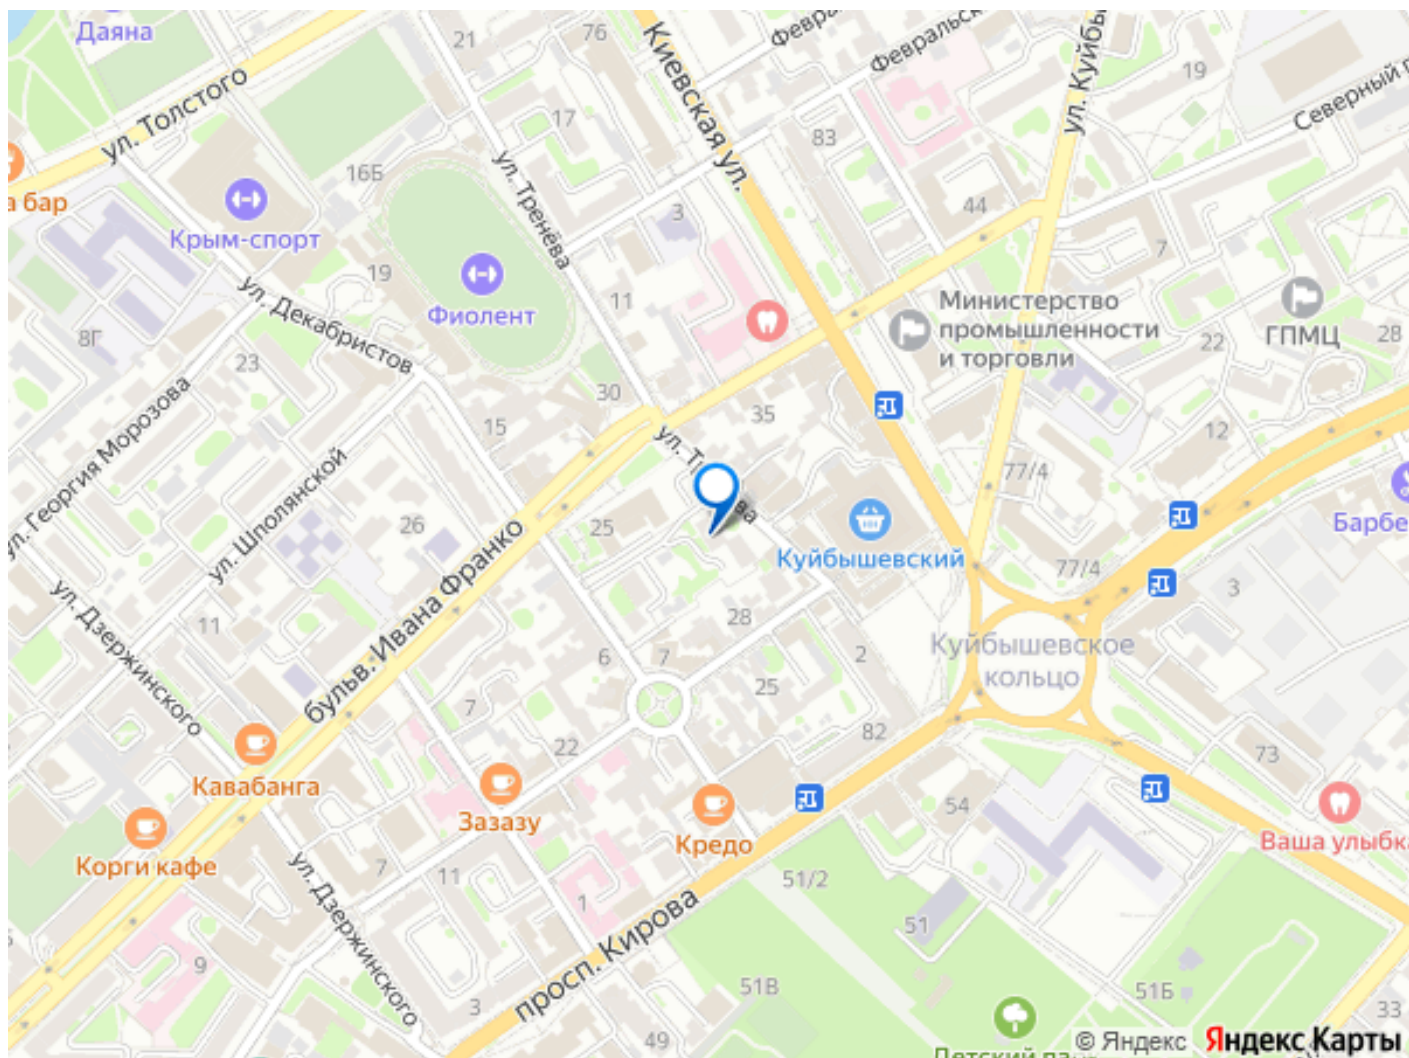 Даяна
21
76
Февральс
Февральск
ул. Куйбы
19
Северный п
ул. Толстого
17
Киевская ул.
83
а бар
16Б
ул. Тренёва
3
44
Крым-спорт
7
19
Фиолент
11
Министерство
промышленности
и торговли
ГПМЦ
28
8Г
ул. Декабристов
22
23
30
35
15
12
ул. Георгия Морозова
ул. Шполянской
77/4
26
25
Куйбышевский
Барбе
77/4
3
ул. Дзержинского
бульв. Ивана Франко
11
28
6
7
2
Куйбышевское
кольцо
7
25
22
82
73
Кавабанга
Зазазу
Кредо
54
Ваша улыбка
Корги кафе
7
11
51/2
ул. Дзержинского
1
просп. Кирова
51
9
3
51В
51Б
33
49
Детский па
© Яндекс Яндекс Карты